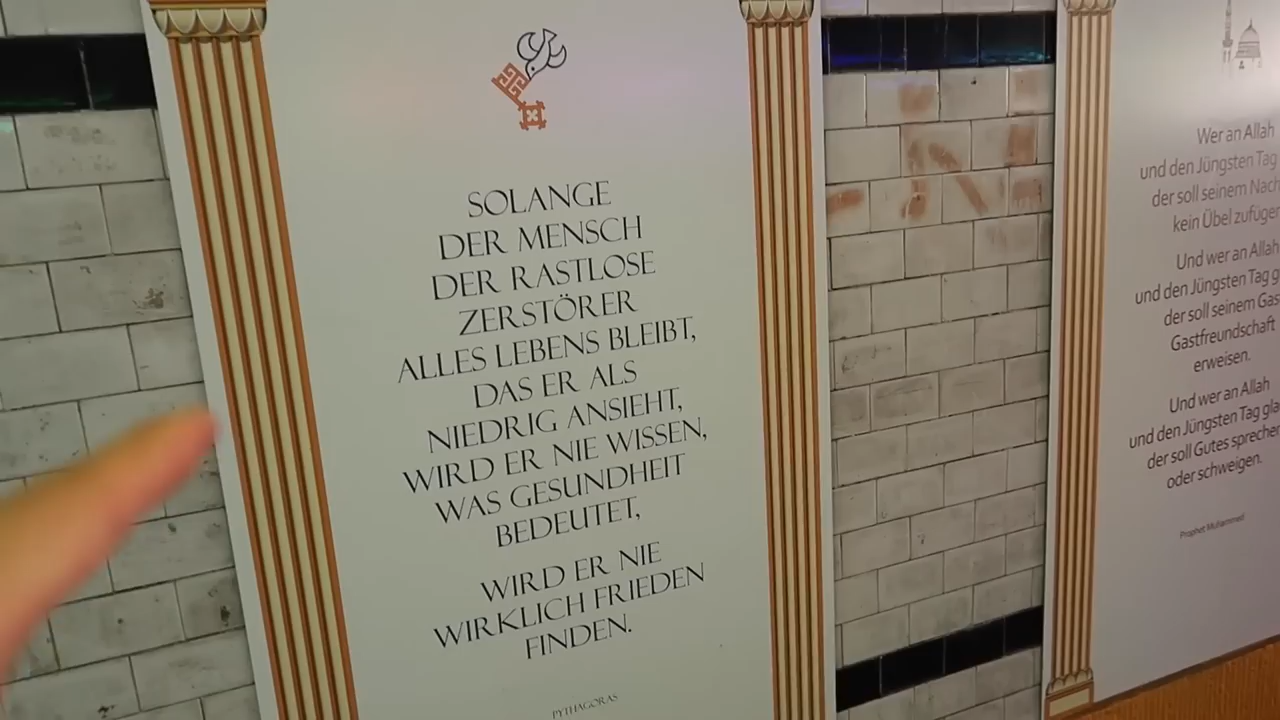 SOLANGE
DER MENSCH
DER RASTLOSE
ZERSTÖRER
ALLES LEBENS BLEIBT,
DAS ER ALS
NIEDRIG ANSIEHT,
WIRD ER NIE WISSEN,
WAS GESUNDHEIT
BEDEUTET,
WIRD ER NIE
WIRKLICH FRIEDEN
FINDEN.
PYTHAGORAS
Wer an Allah
und den Jüngsten Tag
der soll seinem
kein Übel
Und wer an Allah
und den Jüngsten Tag
der soll seinem
Gastfreundschaft
erweisen.
Und wer an Allah
und den Jüngsten Tag
der soll Gutes
oder schweigen.
Prophet Muhammed